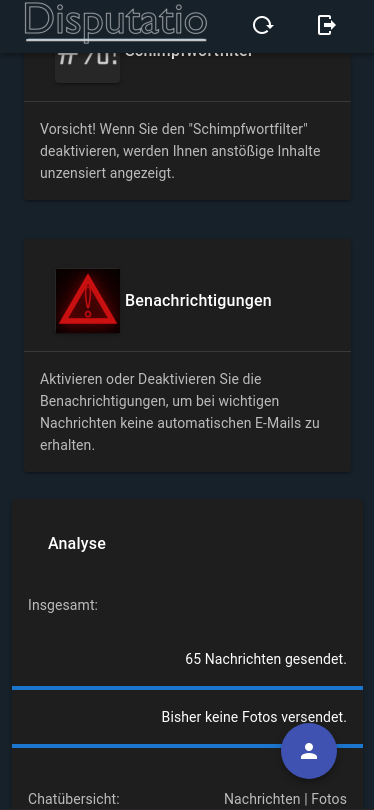 Disputatio
Schimpfwortfilter
Vorsicht! Wenn Sie den "Schimpfwortfilter"
deaktivieren, werden Ihnen anstößige Inhalte
unzensiert angezeigt.
Benachrichtigungen
Aktivieren oder Deaktivieren Sie die
Benachrichtigungen, um bei wichtigen
Nachrichten keine automatischen E-Mails zu
erhalten.
Analyse
Insgesamt:
65 Nachrichten gesendet.
Bisher keine Fotos versendet.
Chatübersicht: Nachrichten | Fotos